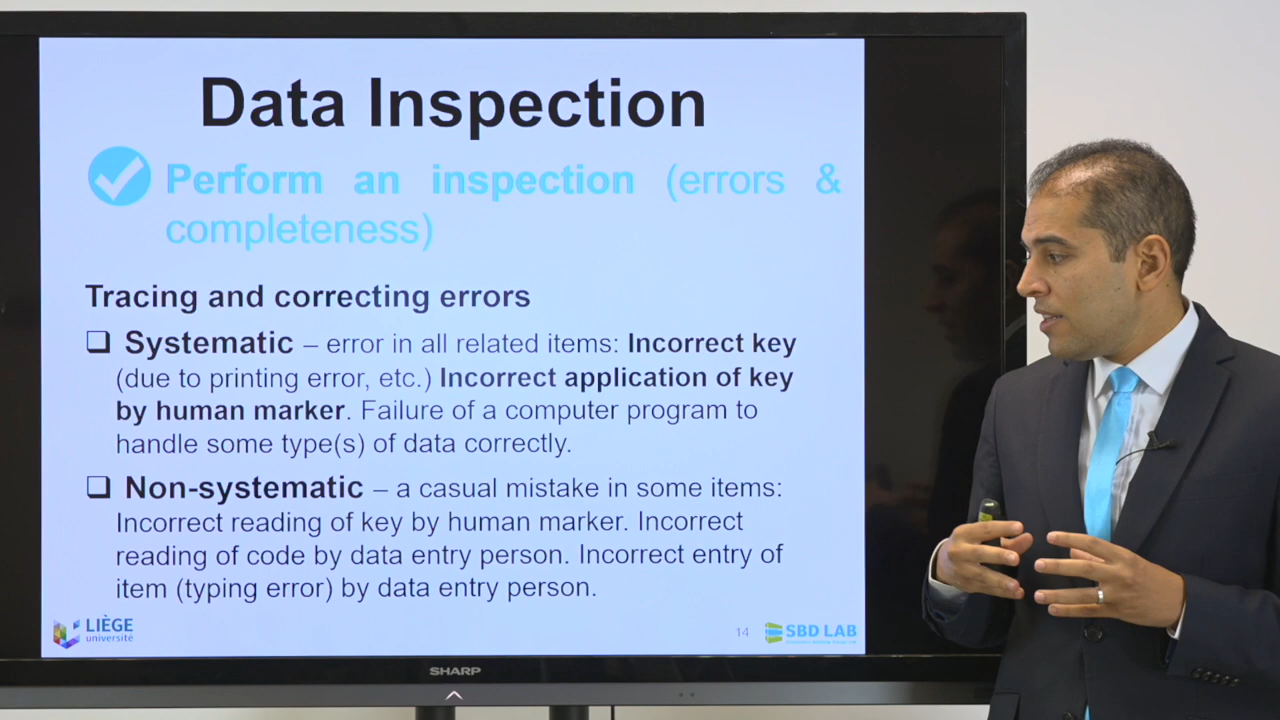 Data Inspection
Perform an inspection (errors &
completeness)
Tracing and correcting errors
❑ Systematic – error in all related items: Incorrect key
(due to printing error, etc.) Incorrect application of key
by human marker. Failure of a computer program to
handle some type(s) of data correctly.
❑ Non-systematic – a casual mistake in some items:
Incorrect reading of key by human marker. Incorrect
reading of code by data entry person. Incorrect entry of
item (typing error) by data entry person.
LIÈGE
université
14
SBD LAB
SHARP